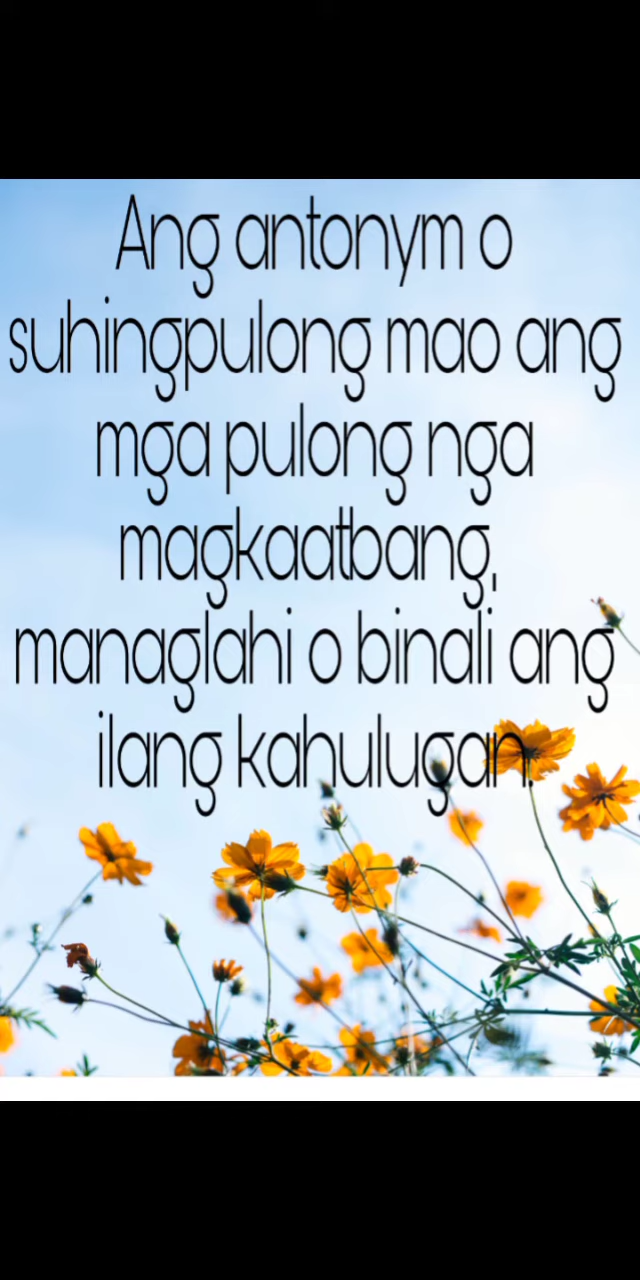 Ang antonym o
suhingpulong mao ang
mga pulong nga
magkaatbang,
managlahi o binali ang
ilang kahulugan.